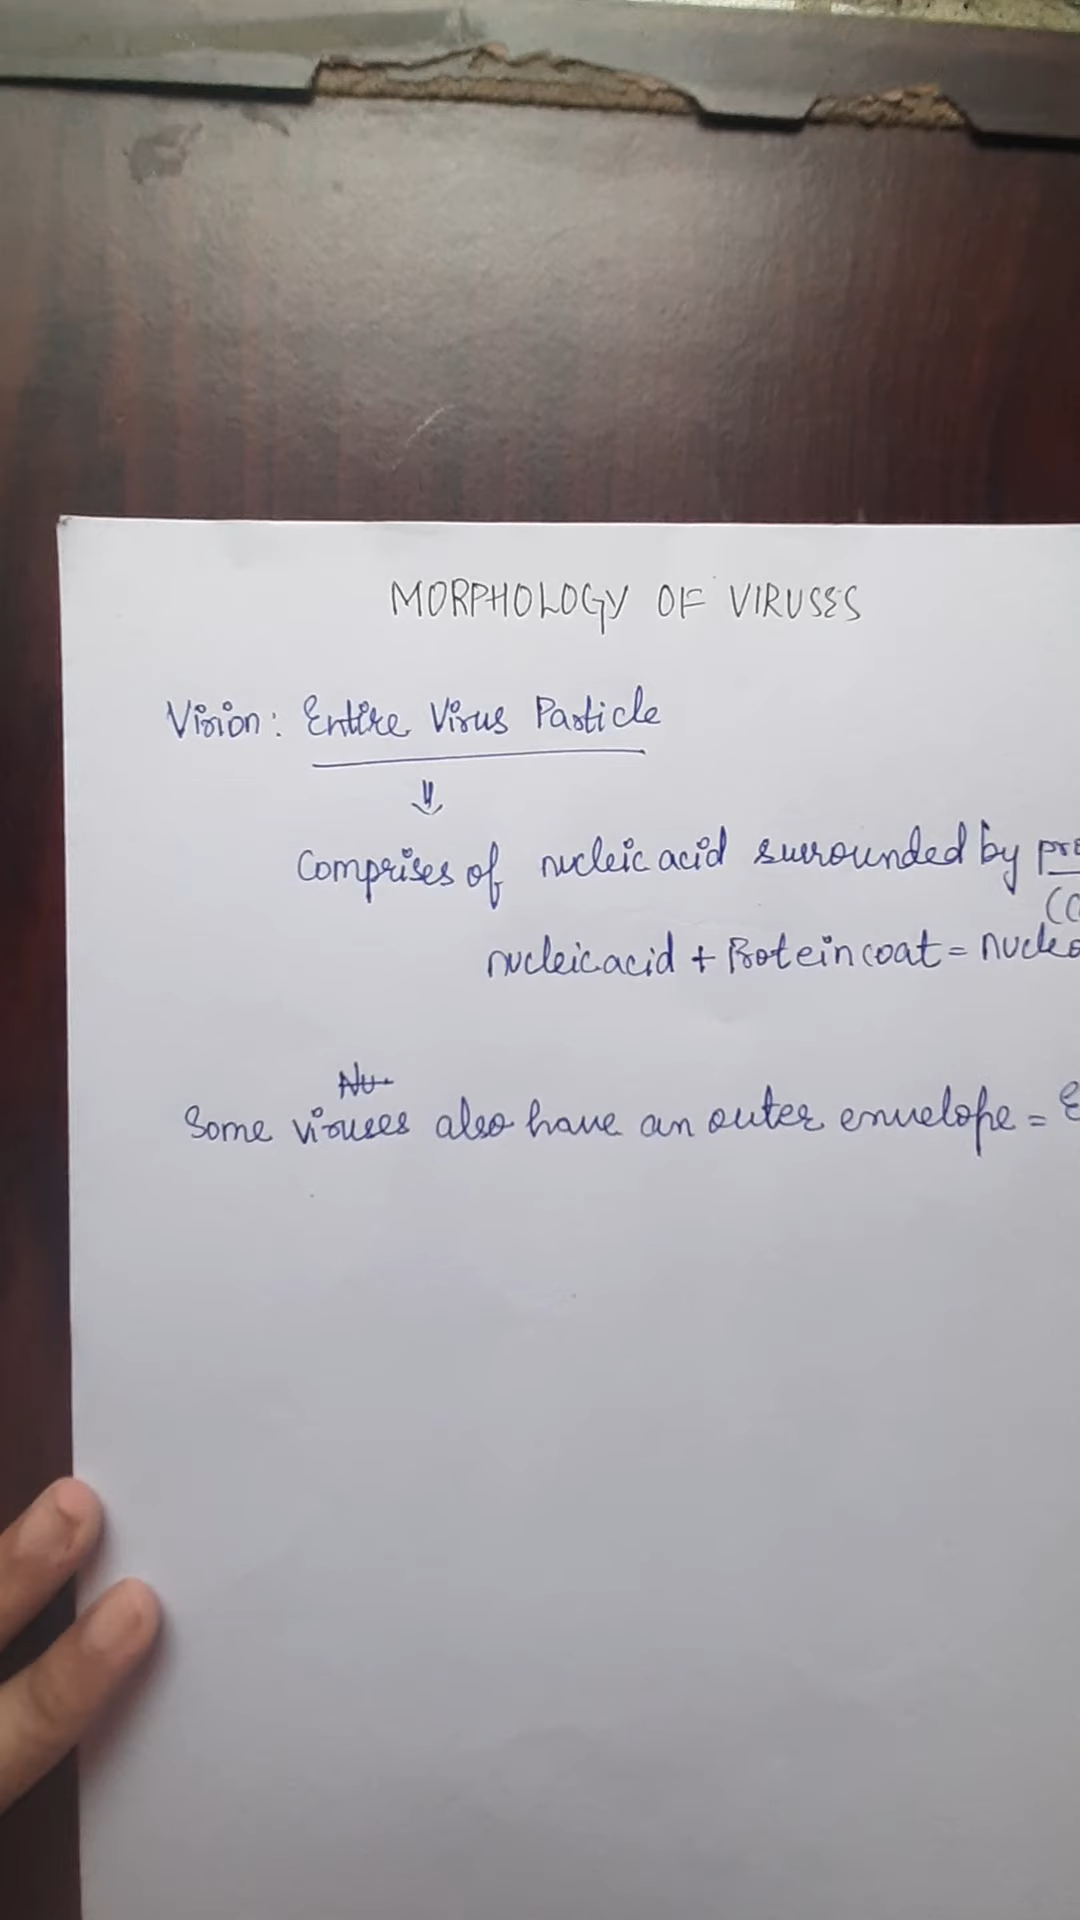 MORPHOLOGY OF VIRUSES
Virion: Entire Virus Particle
Comprises of nucleic acid surrounded by
nucleic acid + Protein coat =
Nu
Some viruses also have an outer envelope =